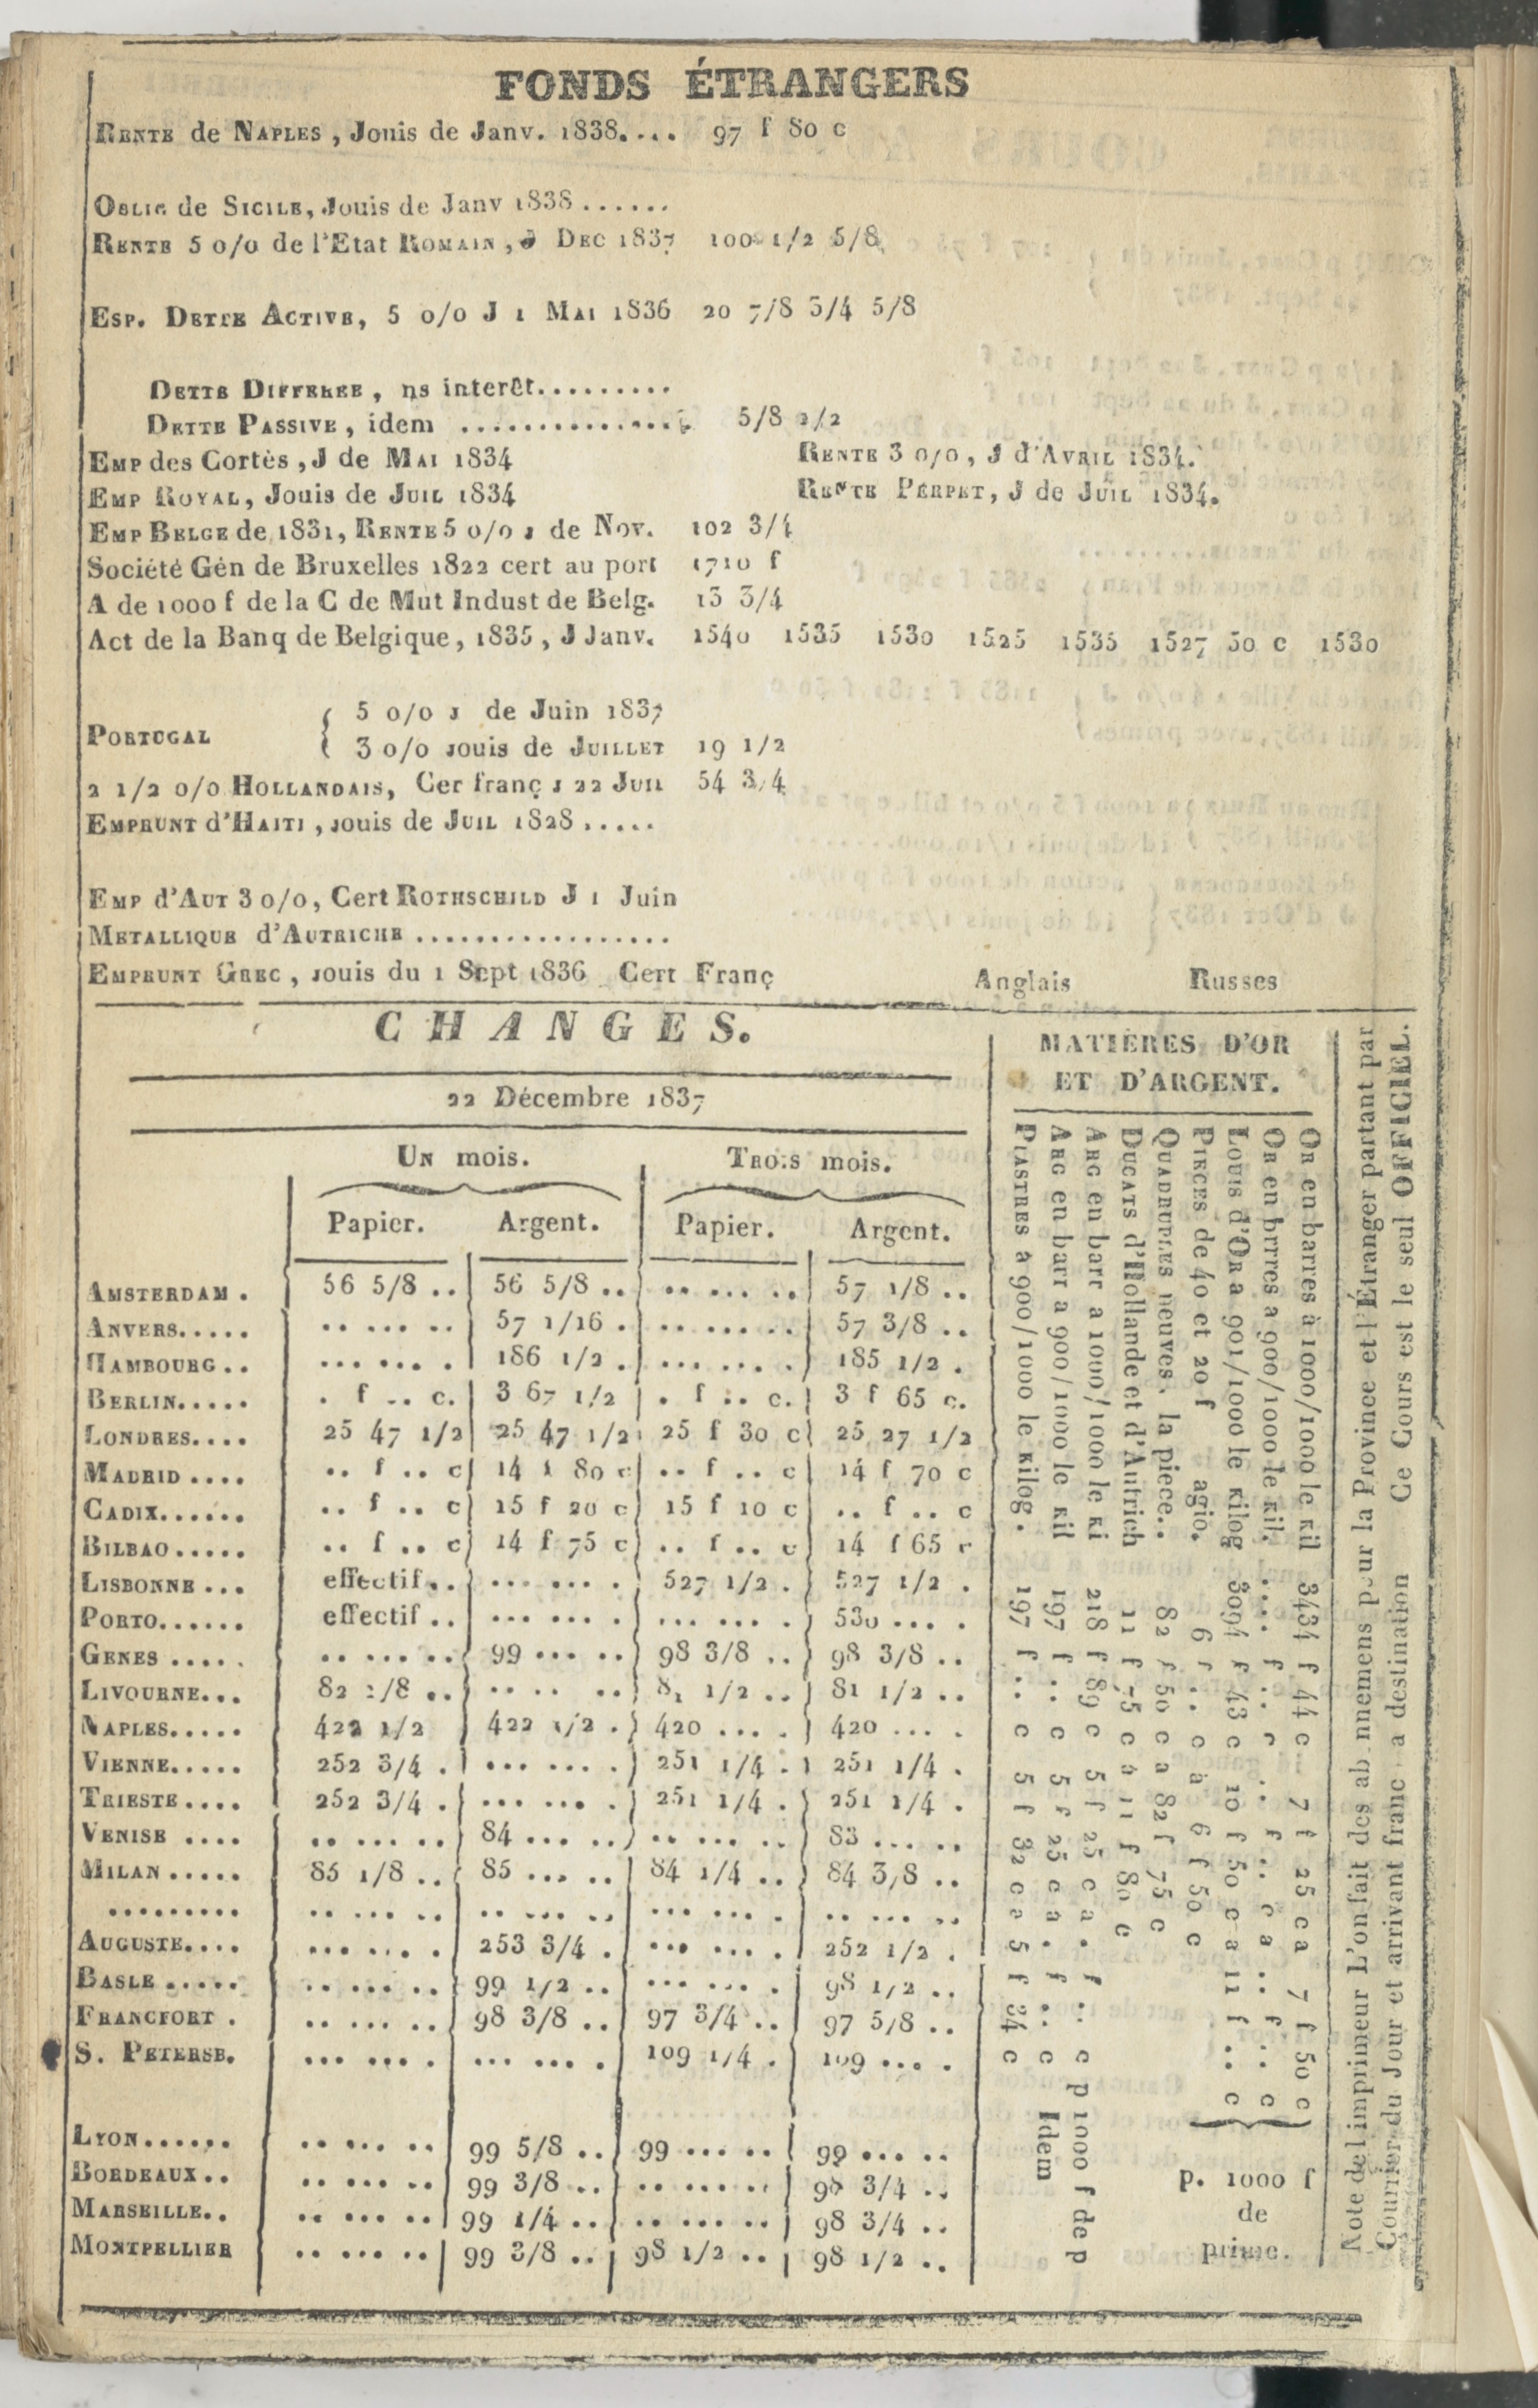 FONDS ÉTRANGERS
RENTE de NAPLES, Jouis de Janv. 1838.... 97 f 80 c
OBLIG de SICILE, Jouis de Janv 1838......
RENTE 5 0/0 de l'Etat ROMAIN, J DEC 1837 100 1/2 5/8
ESP. DETTE ACTIVE, 5 0/0 J 1 MAI 1836 20 7/8 3/4 5/8
DETTE DIFFEREE, ns interêt.........
DETTE PASSIVE, idem ............... 5/8 1/2
EMP des Cortès, J de MAI 1834 RENTE 3 0/0, J d'AVRIL 1834.
EMP ROYAL, Jouis de JUIL 1834 RENTE PERPET, J de JUIL 1834.
EMP BELGE de 1831, RENTE 5 0/0 J de Nov. 102 3/4
Société Gén de Bruxelles 1822 cert au port 1710 f
A de 1000 f de la C de Mut Indust de Belg. 13 3/4
Act de la Banq de Belgique, 1835, J Janv. 1540 1535 1530 1525 1535 1527 50 c 1530
PORTUGAL { 5 0/0 J de Juin 1837
{ 3 0/0 Jouis de JUILLET 19 1/2
2 1/2 0/0 HOLLANDAIS, Cer franç J 22 JUIL 54 3/4
EMPRUNT d'HAITI, Jouis de JUIL 1828.....
EMP d'AUT 3 0/0, Cert ROTHSCHILD J 1 Juin
METALLIQUE d'AUTRICHE .................
EMPRUNT GREC, Jouis du 1 Sept 1836 Cert Franç Anglais Russes
CHANGES.
22 Décembre 1837
UN mois. TROIS mois.
Papier. Argent. Papier. Argent.
AMSTERDAM . 56 5/8 .. 56 5/8 .. .. ... .. 57 1/8 ..
ANVERS..... .. ... .. 57 1/16 . .. ... .. 57 3/8 ..
HAMBOURG .. ... ... . 186 1/2 . ... ... . 185 1/2 .
BERLIN..... . f .. c. 3 67 1/2 . f .. c. 3 f 65 c.
LONDRES.... 25 47 1/2 25 47 1/2 25 f 30 c 25 27 1/2
MADRID .... .. f .. c 14 f 80 c .. f .. c 14 f 70 c
CADIX...... .. f .. c 15 f 20 c 15 f 10 c .. f .. c
BILBAO..... .. f .. c 14 f 75 c .. f .. c 14 f 65 c
LISBONNE ... effectif.. ... ... . 527 1/2 . 527 1/2 .
PORTO...... effectif .. ... ... . ... ... . 530 ... .
GENES ..... .. ... .. 99 ... .. 98 3/8 .. 98 3/8 ..
LIVOURNE... 82 1/8 .. .. .. .. 81 1/2 .. 81 1/2 ..
NAPLES..... 422 1/2 422 1/2 . 420 ... . 420 ... .
VIENNE..... 252 3/4 . ... ... . 251 1/4 . 251 1/4 .
TRIESTE.... 252 3/4 . ... ... . 251 1/4 . 251 1/4 .
VENISE .... .. ... .. 84 ... .. .. ... .. 83 ... ..
MILAN ..... 85 1/8 .. 85 ... .. 84 1/4 .. 84 3/8 ..
......... .. ... .. .. ... .. ... ... . .. ... ..
AUGUSTE.... ... ... . 253 3/4 . ... ... . 252 1/2 .
BASLE ..... .. ... .. 99 1/2 .. ... ... . 98 1/2 ..
FRANCFORT . .. ... .. 98 3/8 .. 97 3/4 .. 97 5/8 ..
S. PETERSB. ... ... . ... ... . 109 1/4 . 109 ... .
LYON...... .. ... .. 99 5/8 .. 99 ... .. 99 ... ..
BORDEAUX.. .. ... .. 99 3/8 .. .. ... .. 98 3/4 ..
MARSEILLE.. .. ... .. 99 1/4 .. .. ... .. 98 3/4 ..
MONTPELLIER .. ... .. 99 3/8 .. 98 1/2 .. 98 1/2 ..
MATIÈRES D'OR
ET D'ARGENT.
OR en barres à 1000/1000 le Kil 3434 f 44 c 7 f 25 c a 7 f 50 c
OR en brres a 900/1000 le Kil. .... f .. c .. f .. c a .. f .. c
LOUIS d'OR a 901/1000 le Kilog 3094 f 43 c 10 f 50 c a 11 f .. c
PIECES de 40 et 20 f agio. 6 f .. c à 6 f 50 c
QUADRUPLES neuves, la piece.. 82 f 50 c a 82 f 75 c
DUCATS d'Hollande et d'Autrich 11 f 75 c à 11 f 80 c
ARG en barr a 1000/1000 le Ki 218 f 89 c 5 f 25 c a . f .. c p 1000 f de p
ARG en barr a 900/1000 le Kil 197 f .. c 5 f 25 c a . f .. c Idem
PIASTRES à 900/1000 le Kilog. 197 f .. c 5 f 32 c a 5 f 34 c
p. 1000 f
de
prime.
Note de l imprimeur L'on fait des ab nnemens pour la Province et l'Étranger partant par
Courrier du Jour et arrivant franc a destination Ce Cours est le seul OFFICIEL.